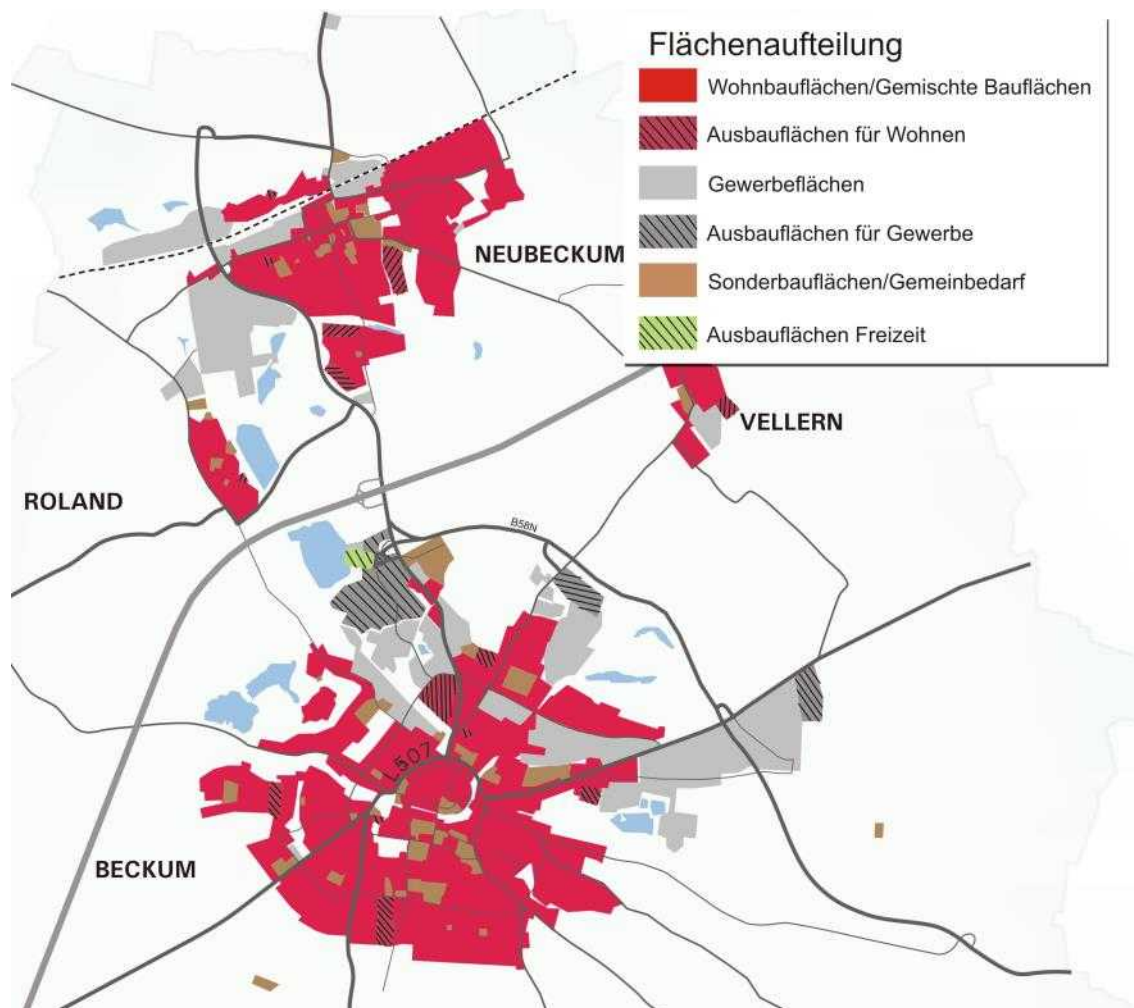 Flächenaufteilung
Wohnbauflächen/Gemischte Bauflächen
Ausbauflächen für Wohnen
Gewerbeflächen
Ausbauflächen für Gewerbe
Sonderbauflächen/Gemeinbedarf
Ausbauflächen Freizeit
NEUBECKUM
VELLERN
ROLAND
B58N
L507
BECKUM